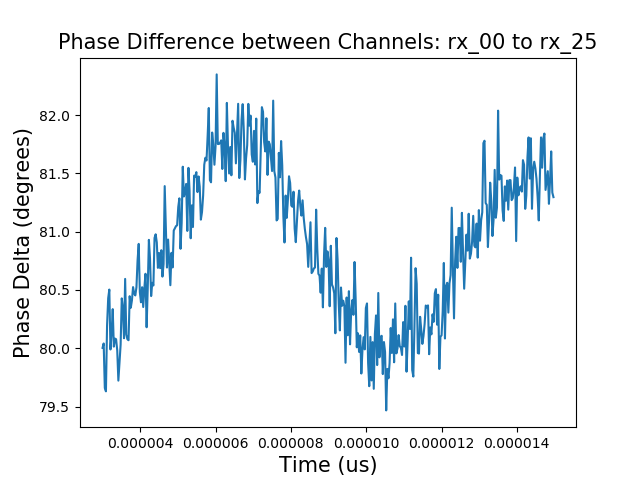 Phase Difference between Channels: rx_00 to rx_25
Phase Delta (degrees)
82.0
81.5
81.0
80.5
80.0
79.5
0.000004 0.000006 0.000008 0.000010 0.000012 0.000014
Time (us)